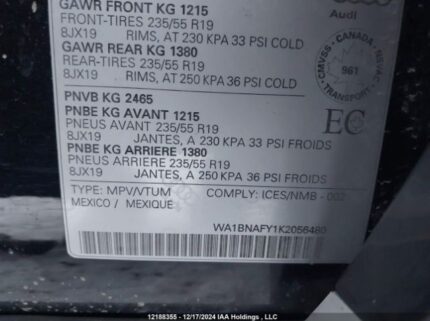 GAWR FRONT KG 1215
FRONT-TIRES 235/55 R19
8JX19 RIMS, AT 230 KPA 33 PSI COLD
GAWR REAR KG 1380
REAR-TIRES 235/55 R19
8JX19 RIMS, AT 250 KPA 36 PSI COLD
PNVB KG 2465
PNBE KG AVANT 1215
PNEUS AVANT 235/55 R19
8JX19 JANTES, A 230 KPA 33 PSI FROIDS
PNBE KG ARRIERE 1380
PNEUS ARRIERE 235/55 R19
8JX19 JANTES, A 250 KPA 36 PSI FROIDS
TYPE: MPV/VTUM COMPLY: ICES/NMB - 002
MEXICO / MEXIQUE
WA1BNAFY1K2056480
Audi
CMVSS - CANADA - NSVAC
961
EC
12188355 - 12/17/2024 IAA Holdings , LLC